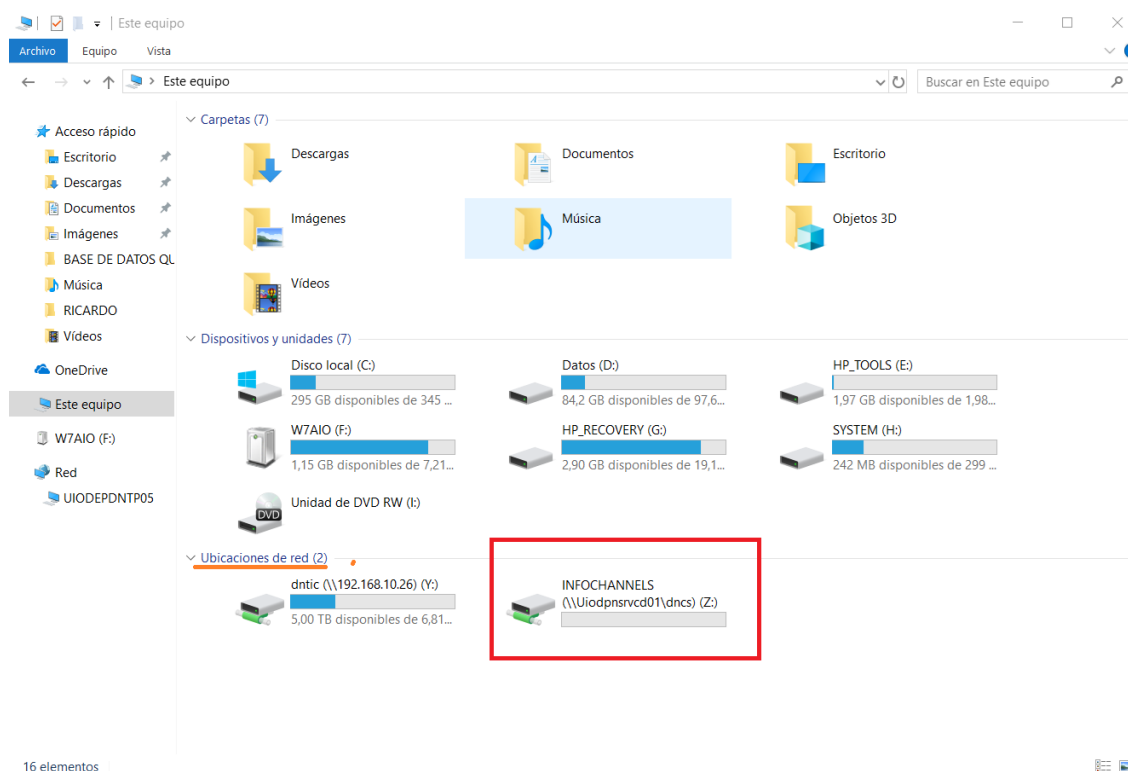 Este equipo
Archivo Equipo Vista
Este equipo Buscar en Este equipo
Acceso rápido
Escritorio
Descargas
Documentos
Imágenes
BASE DE DATOS QU
Música
RICARDO
Vídeos
OneDrive
Este equipo
W7AIO (F:)
Red
UIODEPDNTP05
Carpetas (7)
Descargas Documentos Escritorio
Imágenes Música Objetos 3D
Vídeos
Dispositivos y unidades (7)
Disco local (C:) Datos (D:) HP_TOOLS (E:)
295 GB disponibles de 345 ... 84,2 GB disponibles de 97,6... 1,97 GB disponibles de 1,98...
W7AIO (F:) HP_RECOVERY (G:) SYSTEM (H:)
1,15 GB disponibles de 7,21... 2,90 GB disponibles de 19,1... 242 MB disponibles de 299 ...
DVD Unidad de DVD RW (I:)
Ubicaciones de red (2)
dntic (\\192.168.10.26) (Y:)
5,00 TB disponibles de 6,81...
INFOCHANNELS
(\\Uiodpnsrvcd01\dncs) (Z:)
16 elementos